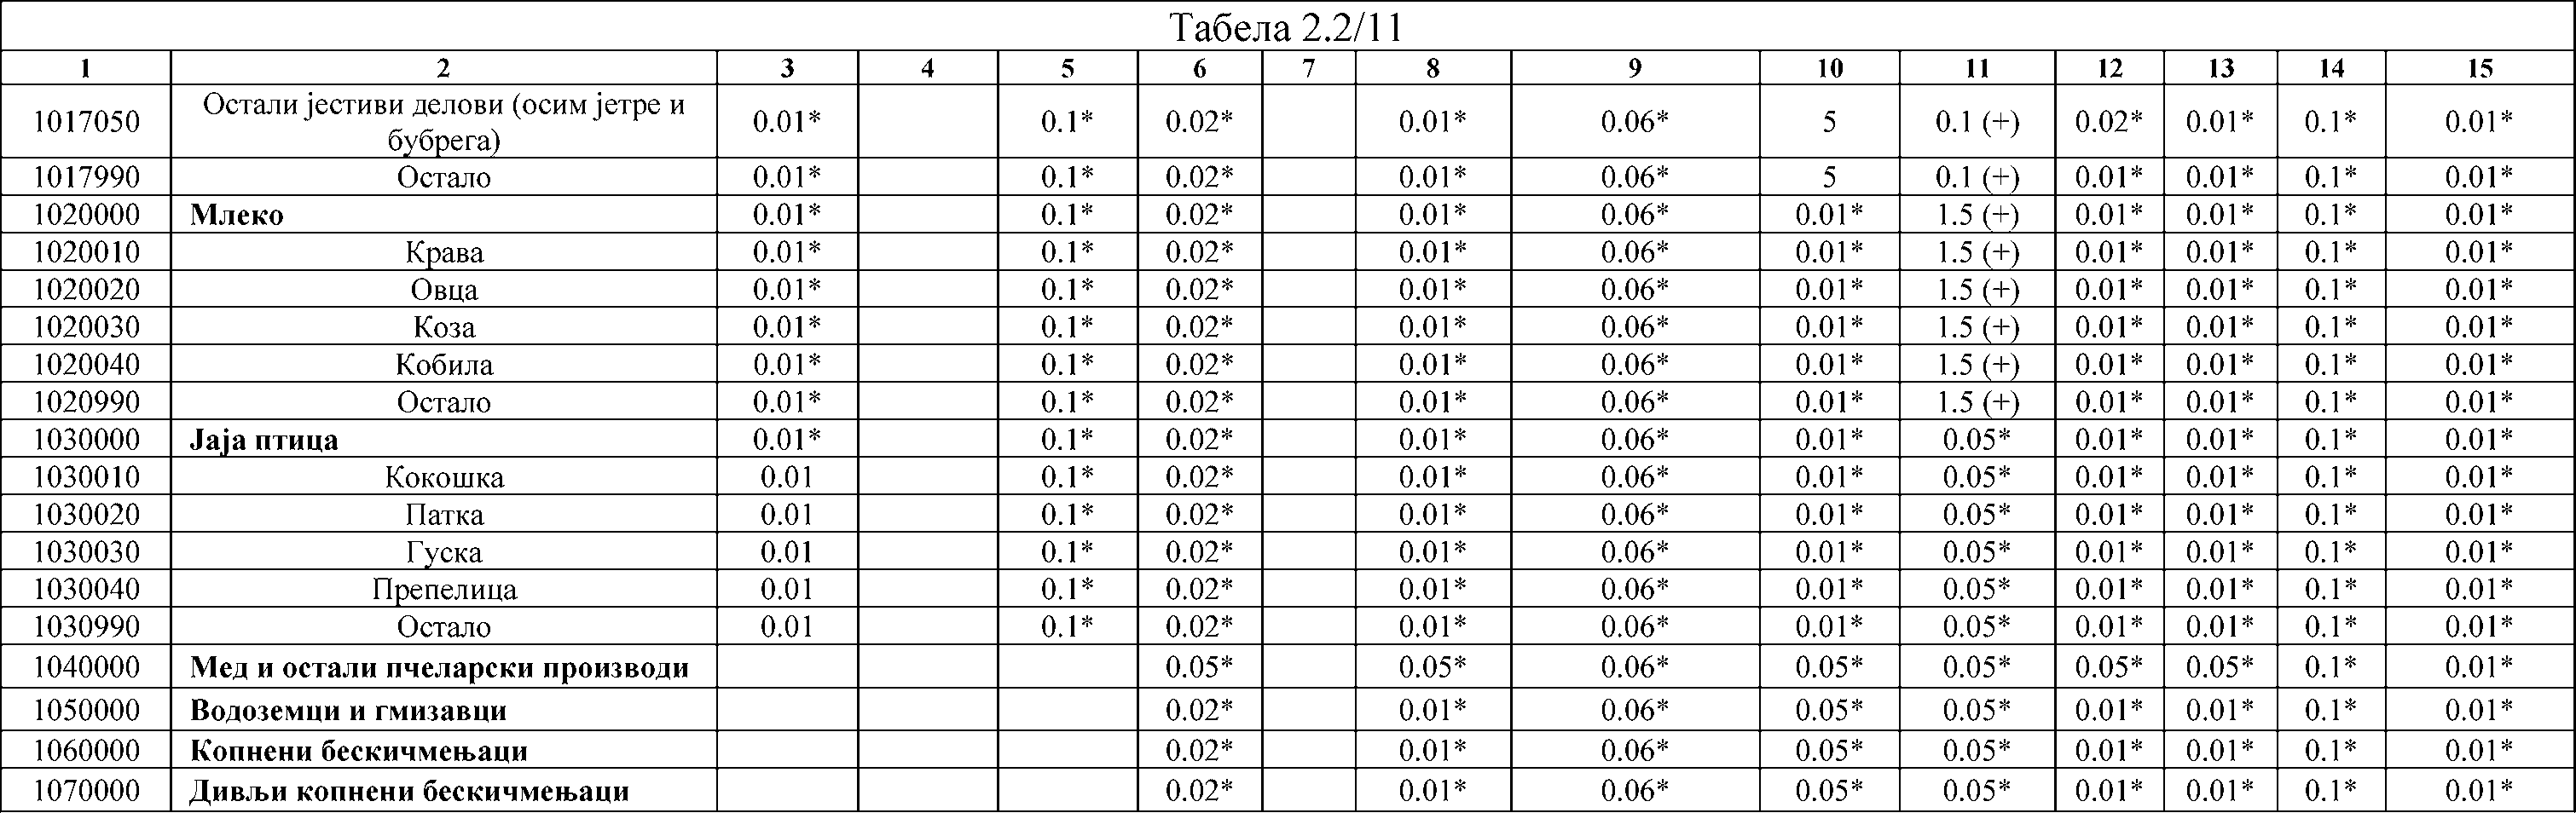 Табела 2.2/11
1 2 3 4 5 6 7 8 9 10 11 12 13 14 15
1017050 Остали јестиви делови (осим јетре и бубрега) 0.01* 0.1* 0.02* 0.01* 0.06* 5 0.1 (+) 0.02* 0.01* 0.1* 0.01*
1017990 Остало 0.01* 0.1* 0.02* 0.01* 0.06* 5 0.1 (+) 0.01* 0.01* 0.1* 0.01*
1020000 Млеко 0.01* 0.1* 0.02* 0.01* 0.06* 0.01* 1.5 (+) 0.01* 0.01* 0.1* 0.01*
1020010 Крава 0.01* 0.1* 0.02* 0.01* 0.06* 0.01* 1.5 (+) 0.01* 0.01* 0.1* 0.01*
1020020 Овца 0.01* 0.1* 0.02* 0.01* 0.06* 0.01* 1.5 (+) 0.01* 0.01* 0.1* 0.01*
1020030 Коза 0.01* 0.1* 0.02* 0.01* 0.06* 0.01* 1.5 (+) 0.01* 0.01* 0.1* 0.01*
1020040 Кобила 0.01* 0.1* 0.02* 0.01* 0.06* 0.01* 1.5 (+) 0.01* 0.01* 0.1* 0.01*
1020990 Остало 0.01* 0.1* 0.02* 0.01* 0.06* 0.01* 1.5 (+) 0.01* 0.01* 0.1* 0.01*
1030000 Јаја птица 0.01* 0.1* 0.02* 0.01* 0.06* 0.01* 0.05* 0.01* 0.01* 0.1* 0.01*
1030010 Кокошка 0.01 0.1* 0.02* 0.01* 0.06* 0.01* 0.05* 0.01* 0.01* 0.1* 0.01*
1030020 Патка 0.01 0.1* 0.02* 0.01* 0.06* 0.01* 0.05* 0.01* 0.01* 0.1* 0.01*
1030030 Гуска 0.01 0.1* 0.02* 0.01* 0.06* 0.01* 0.05* 0.01* 0.01* 0.1* 0.01*
1030040 Препелица 0.01 0.1* 0.02* 0.01* 0.06* 0.01* 0.05* 0.01* 0.01* 0.1* 0.01*
1030990 Остало 0.01 0.1* 0.02* 0.01* 0.06* 0.01* 0.05* 0.01* 0.01* 0.1* 0.01*
1040000 Мед и остали пчеларски производи 0.05* 0.05* 0.06* 0.05* 0.05* 0.05* 0.05* 0.1* 0.01*
1050000 Водоземци и гмизавци 0.02* 0.01* 0.06* 0.05* 0.05* 0.01* 0.01* 0.1* 0.01*
1060000 Копнени бескичмењаци 0.02* 0.01* 0.06* 0.05* 0.05* 0.01* 0.01* 0.1* 0.01*
1070000 Дивљи копнени бескичмењаци 0.02* 0.01* 0.06* 0.05* 0.05* 0.01* 0.01* 0.1* 0.01*